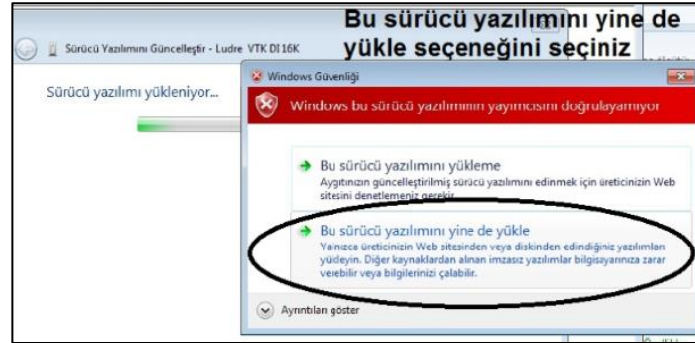 Bu sürücü yazılımını yine de
yükle seçeneğini seçiniz
Sürücü Yazılımını Güncelleştir - Ludre VTK DI 16K
Sürücü yazılımı yükleniyor...
Windows Güvenliği
Windows bu sürücü yazılımının yayımcısını doğrulayamıyor
Bu sürücü yazılımını yükleme
Aygıtınızın güncelleştirilmiş sürücü yazılımını edinmek için üreticinizin Web
sitesini denetlemeniz gerekir.
Bu sürücü yazılımını yine de yükle
Yalnızca üreticinizin Web sitesinden veya diskinden edindiğiniz yazılımları
yükleyin. Diğer kaynaklardan alınan imzasız yazılımlar bilgisayarınıza zarar
verebilir veya bilgilerinizi çalabilir.
Ayrıntıları göster